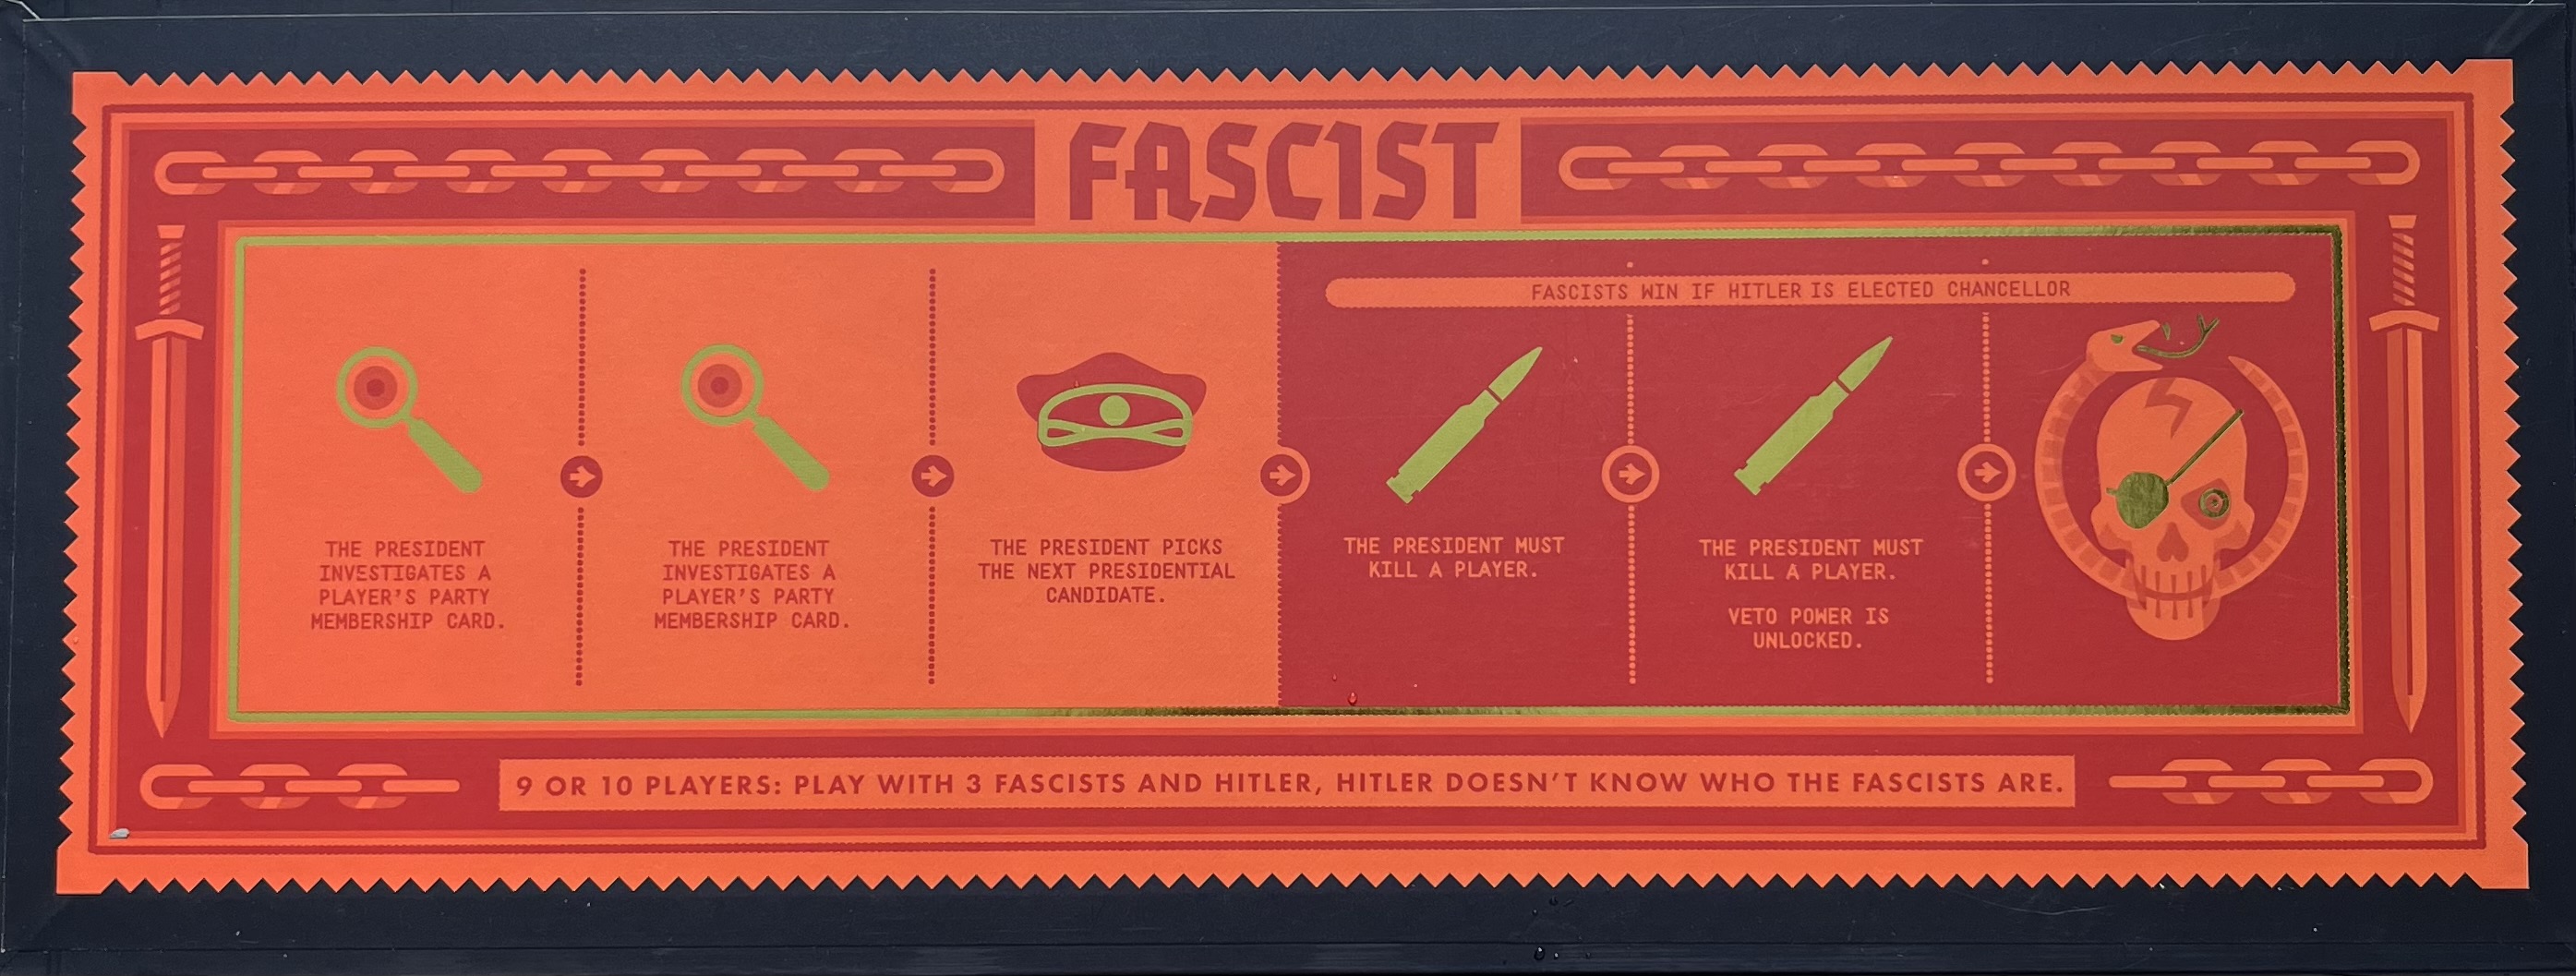 FASCIST
FASCISTS WIN IF HITLER IS ELECTED CHANCELLOR
THE PRESIDENT
INVESTIGATES A
PLAYER'S PARTY
MEMBERSHIP CARD.
THE PRESIDENT
INVESTIGATES A
PLAYER'S PARTY
MEMBERSHIP CARD.
THE PRESIDENT PICKS
THE NEXT PRESIDENTIAL
CANDIDATE.
THE PRESIDENT MUST
KILL A PLAYER.
THE PRESIDENT MUST
KILL A PLAYER.
VETO POWER IS
UNLOCKED.
9 OR 10 PLAYERS: PLAY WITH 3 FASCISTS AND HITLER, HITLER DOESN'T KNOW WHO THE FASCISTS ARE.